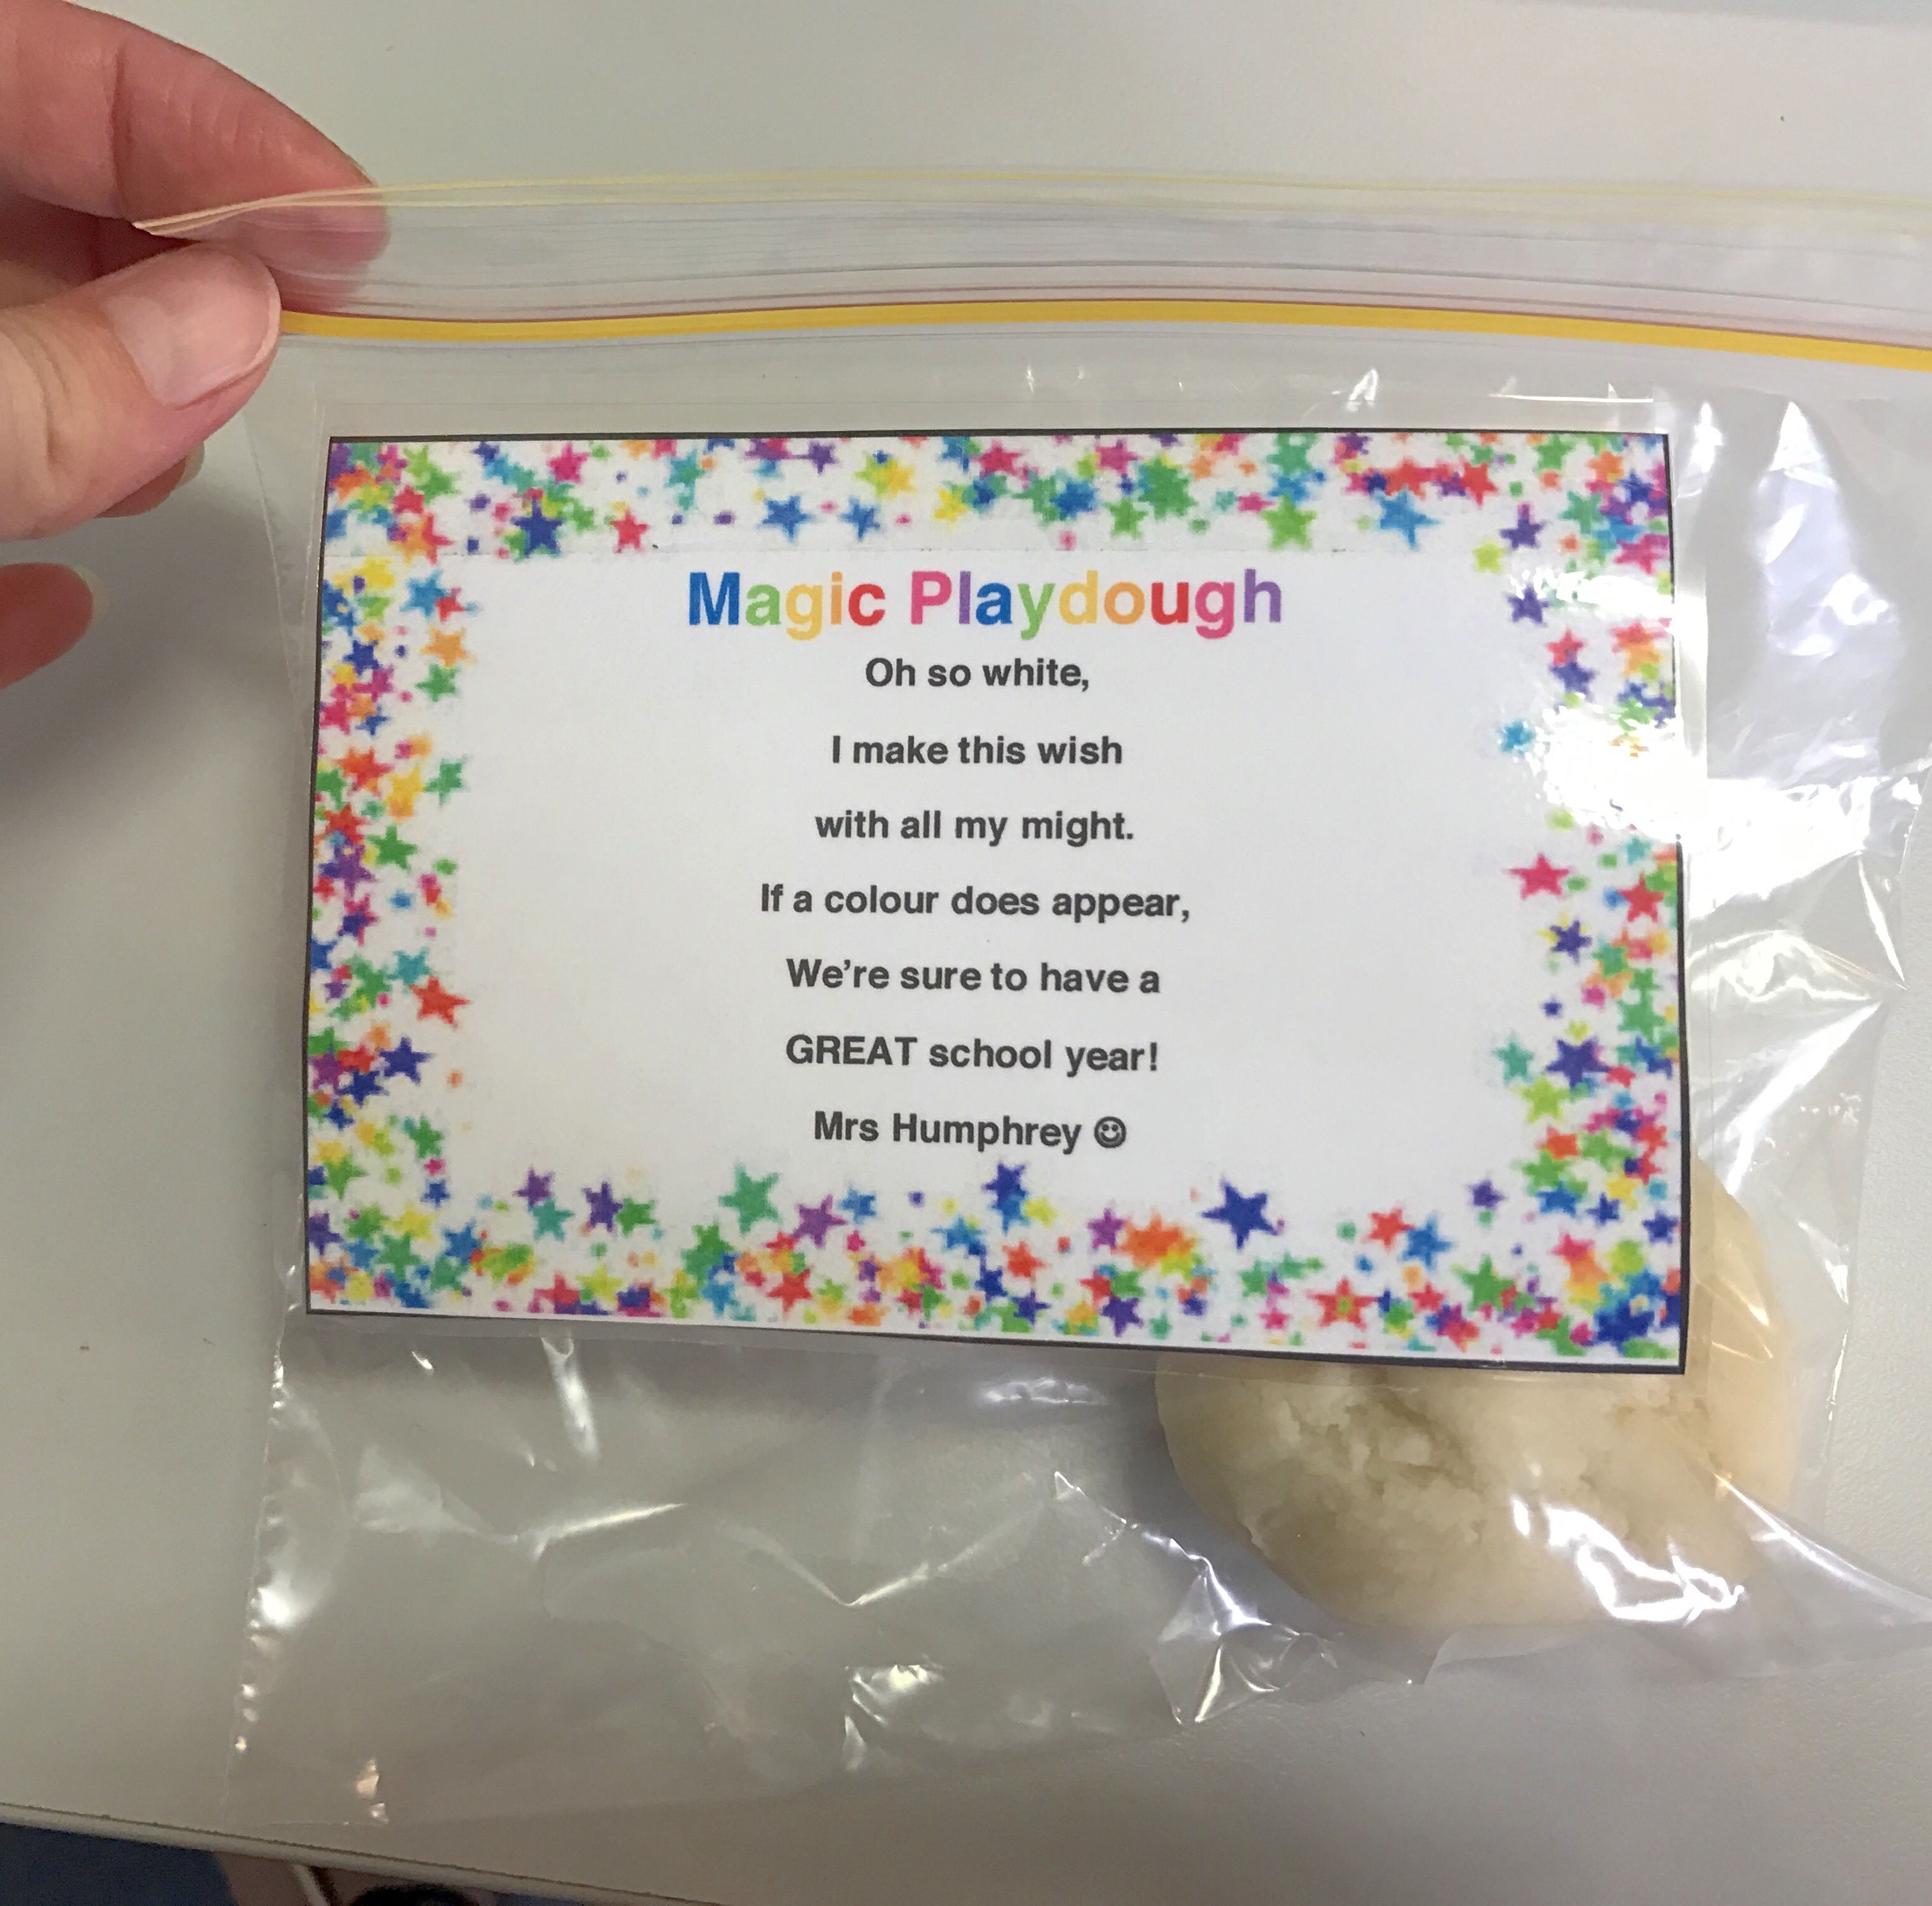 Magic Playdough
Oh so white,
I make this wish
with all my might.
If a colour does appear,
We're sure to have a
GREAT school year!
Mrs Humphrey ☺